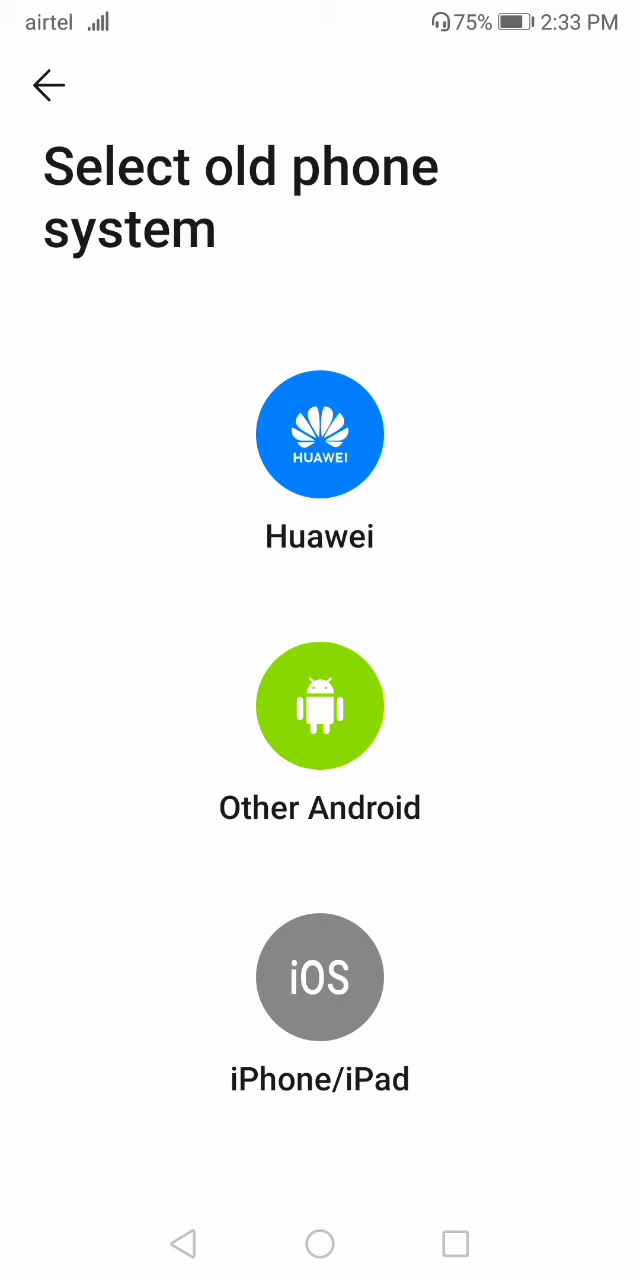 airtel 75% 2:33 PM
Select old phone
system
HUAWEI
Huawei
Other Android
iOS
iPhone/iPad